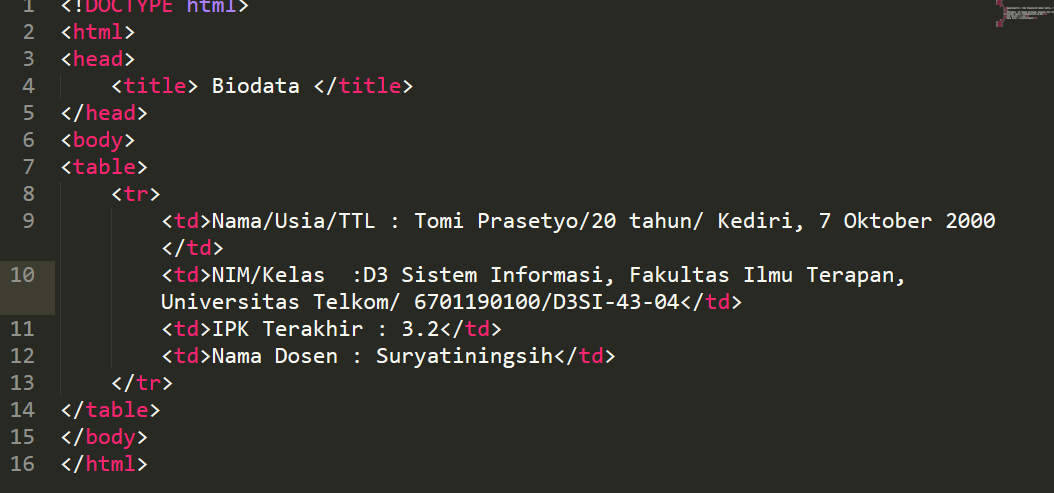 1 <!DOCTYPE html>
2 <html>
3 <head>
4 <title> Biodata </title>
5 </head>
6 <body>
7 <table>
8 <tr>
9 <td>Nama/Usia/TTL : Tomi Prasetyo/20 tahun/ Kediri, 7 Oktober 2000
</td>
10 <td>NIM/Kelas  :D3 Sistem Informasi, Fakultas Ilmu Terapan,
Universitas Telkom/ 6701190100/D3SI-43-04</td>
11 <td>IPK Terakhir : 3.2</td>
12 <td>Nama Dosen : Suryatiningsih</td>
13 </tr>
14 </table>
15 </body>
16 </html>